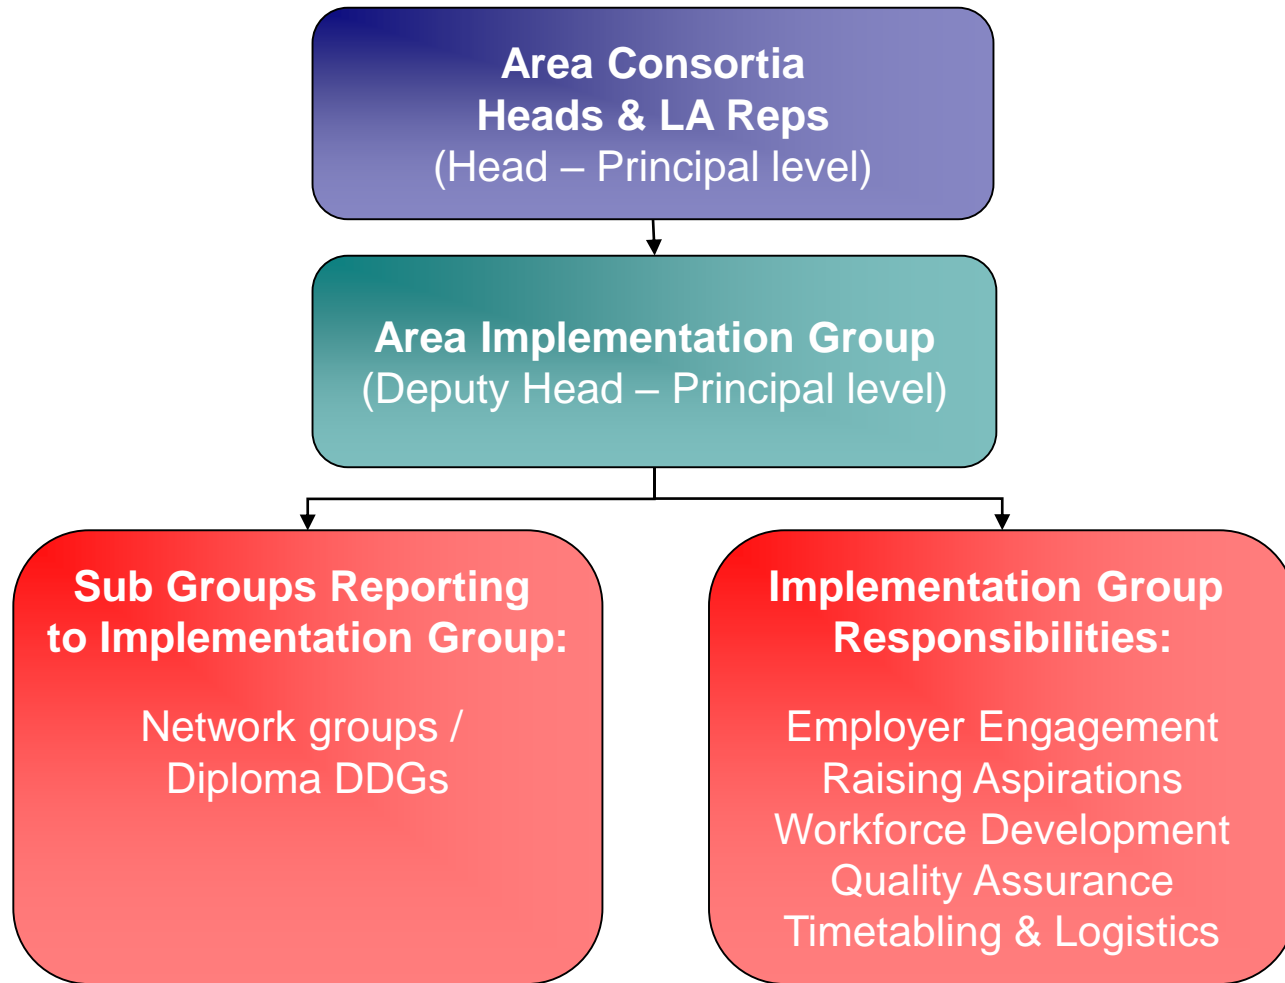 Area Consortia
Heads & LA Reps
(Head – Principal level)
Area Implementation Group
(Deputy Head – Principal level)
Sub Groups Reporting
to Implementation Group:
Network groups /
Diploma DDGs
Implementation Group
Responsibilities:
Employer Engagement
Raising Aspirations
Workforce Development
Quality Assurance
Timetabling & Logistics